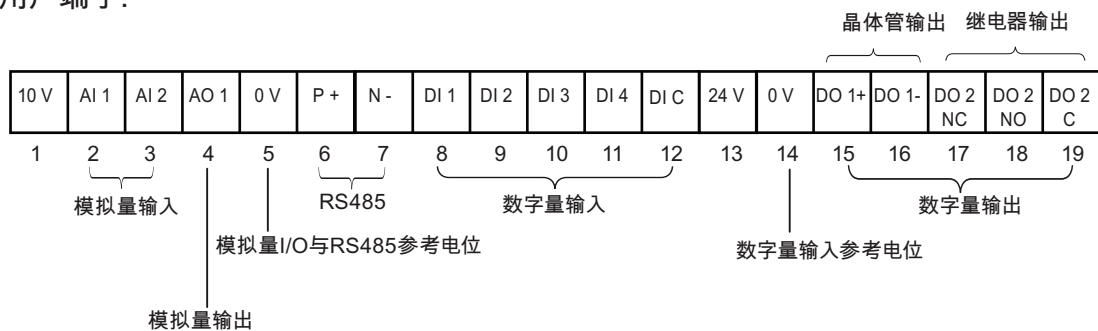 用户端子:
晶体管输出 继电器输出
10 V AI 1 AI 2 AO 1 0 V P + N - DI 1 DI 2 DI 3 DI 4 DI C 24 V 0 V DO 1+ DO 1- DO 2 NC DO 2 NO DO 2 C
1 2 3 4 5 6 7 8 9 10 11 12 13 14 15 16 17 18 19
模拟量输入 RS485 数字量输入 数字量输出
模拟量I/O与RS485参考电位 数字量输入参考电位
模拟量输出